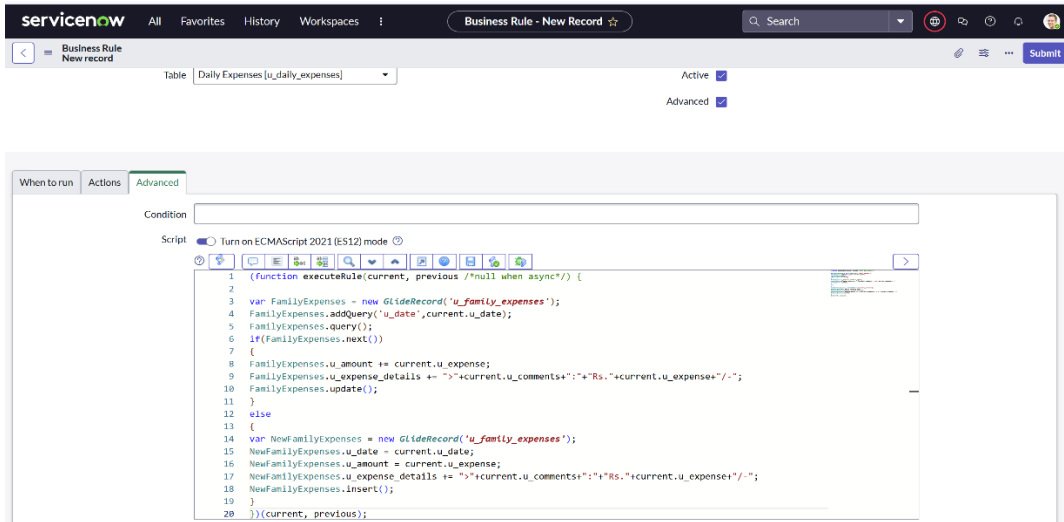 servicenow All Favorites History Workspaces Business Rule - New Record Search
Business Rule
New record
Submit
Table Daily Expenses [u_daily_expenses] Active
Advanced
When to run Actions Advanced
Condition
Script Turn on ECMAScript 2021 (ES12) mode
1 (function executeRule(current, previous /*null when async*/) {
2
3 var FamilyExpenses = new GlideRecord('u_family_expenses');
4 FamilyExpenses.addQuery('u_date',current.u_date);
5 FamilyExpenses.query();
6 if(FamilyExpenses.next())
7 {
8 FamilyExpenses.u_amount += current.u_expense;
9 FamilyExpenses.u_expense_details += ">"+current.u_comments+":"+"Rs."+current.u_expense+"/-";
10 FamilyExpenses.update();
11 }
12 else
13 {
14 var NewFamilyExpenses = new GlideRecord('u_family_expenses');
15 NewFamilyExpenses.u_date = current.u_date;
16 NewFamilyExpenses.u_amount = current.u_expense;
17 NewFamilyExpenses.u_expense_details += ">"+current.u_comments+":"+"Rs."+current.u_expense+"/-";
18 NewFamilyExpenses.insert();
19 }
20 })(current, previous);